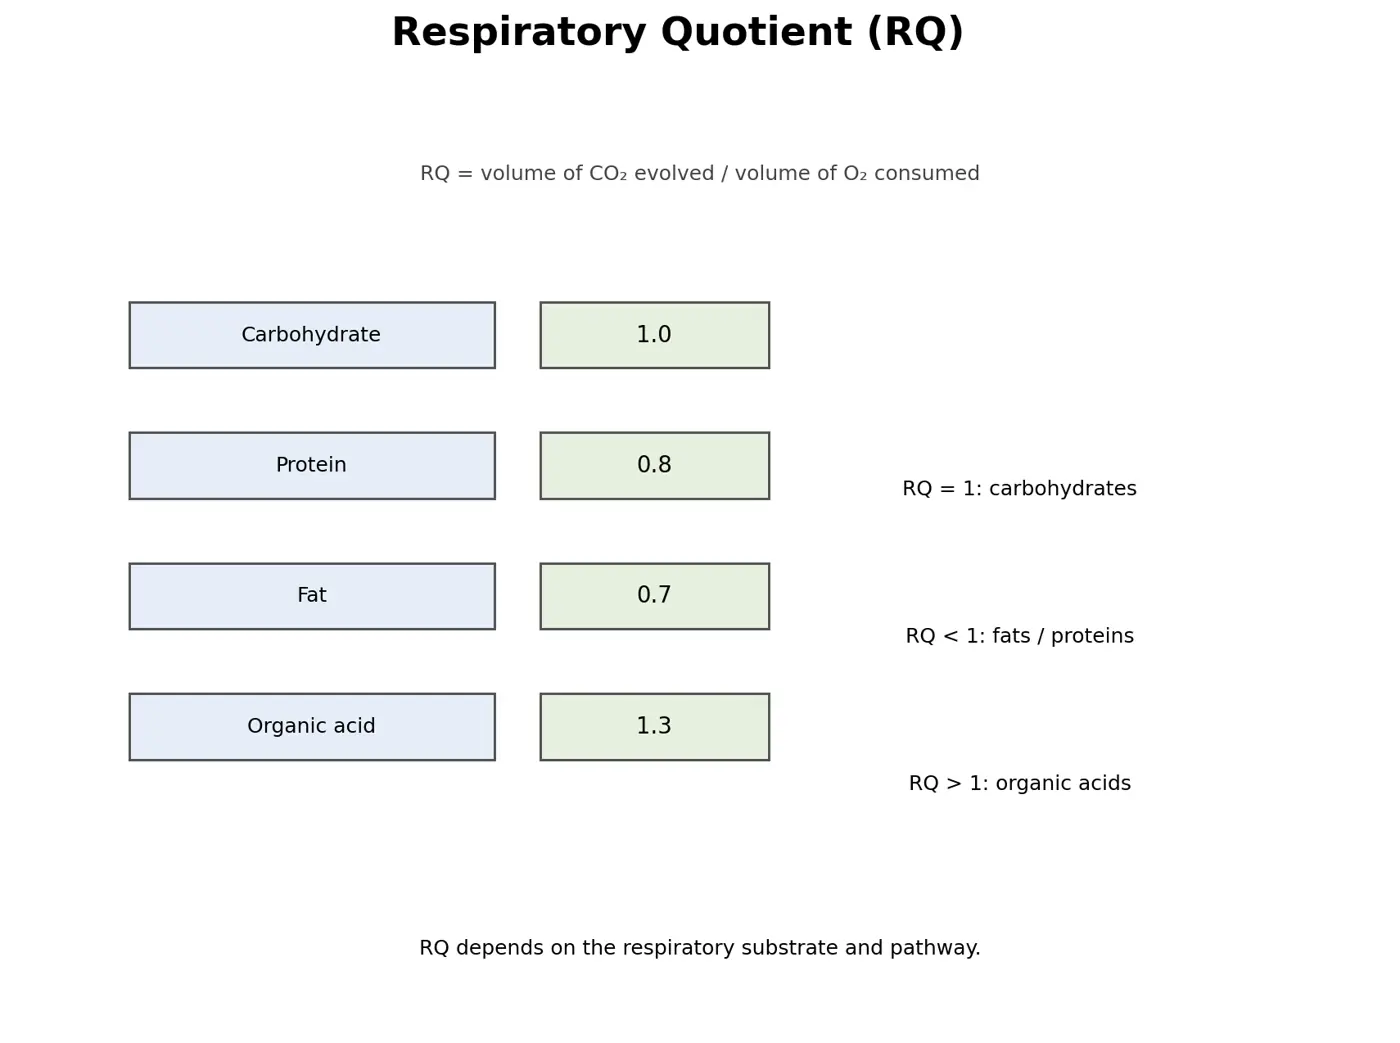 Respiratory Quotient (RQ)
RQ = volume of CO₂ evolved / volume of O₂ consumed
Carbohydrate
1.0
Protein
0.8
RQ = 1: carbohydrates
Fat
0.7
RQ < 1: fats / proteins
Organic acid
1.3
RQ > 1: organic acids
RQ depends on the respiratory substrate and pathway.